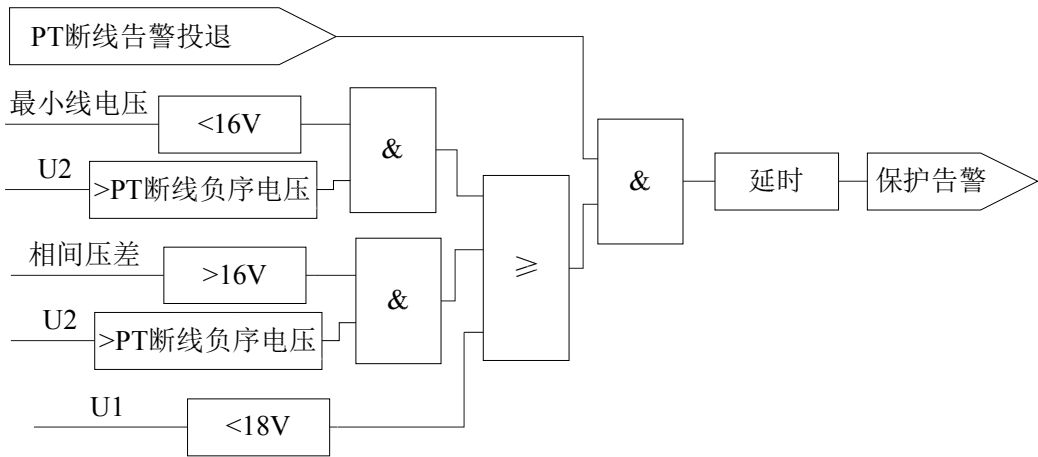 PT断线告警投退
最小线电压
<16V
&
U2
>PT断线负序电压
&
延时
保护告警
相间压差
>16V
&
≥
U2
>PT断线负序电压
U1
<18V